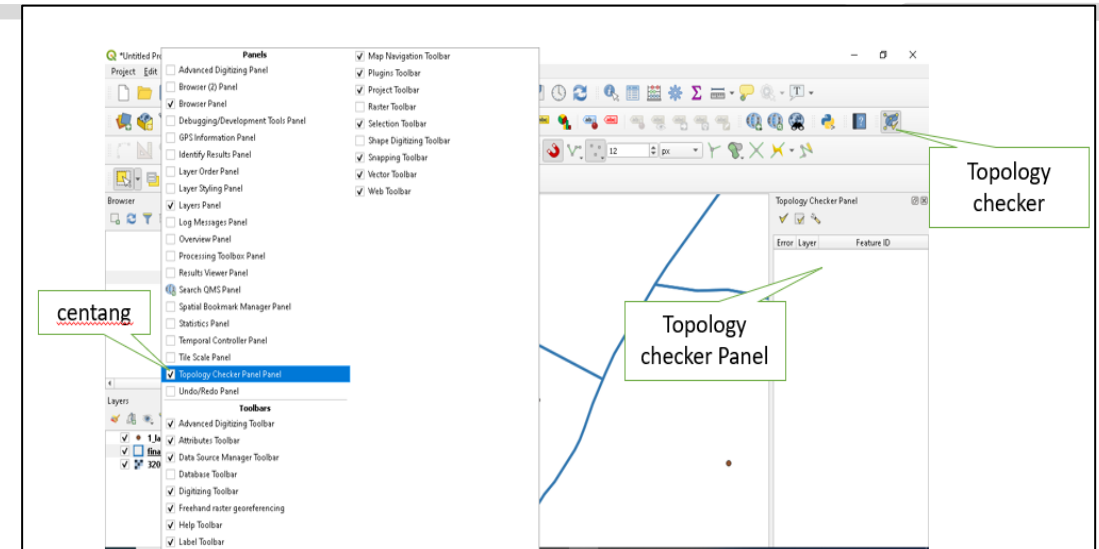 *Untitled Pr
Project Edit
Panels
Advanced Digitizing Panel
Browser (2) Panel
Browser Panel
Debugging/Development Tools Panel
GPS Information Panel
Identify Results Panel
Layer Order Panel
Layer Styling Panel
Layers Panel
Log Messages Panel
Overview Panel
Processing Toolbox Panel
Results Viewer Panel
Search QMS Panel
Spatial Bookmark Manager Panel
Statistics Panel
Temporal Controller Panel
Tile Scale Panel
Topology Checker Panel Panel
Undo/Redo Panel
Toolbars
Advanced Digitizing Toolbar
Attributes Toolbar
Data Source Manager Toolbar
Database Toolbar
Digitizing Toolbar
Freehand raster georeferencing
Help Toolbar
Label Toolbar
Map Navigation Toolbar
Plugins Toolbar
Project Toolbar
Raster Toolbar
Selection Toolbar
Shape Digitizing Toolbar
Snapping Toolbar
Vector Toolbar
Web Toolbar
12 px
Browser
centang
Layers
1_la
fina
320
Topology Checker Panel
Error Layer Feature ID
Topology
checker
Topology
checker Panel